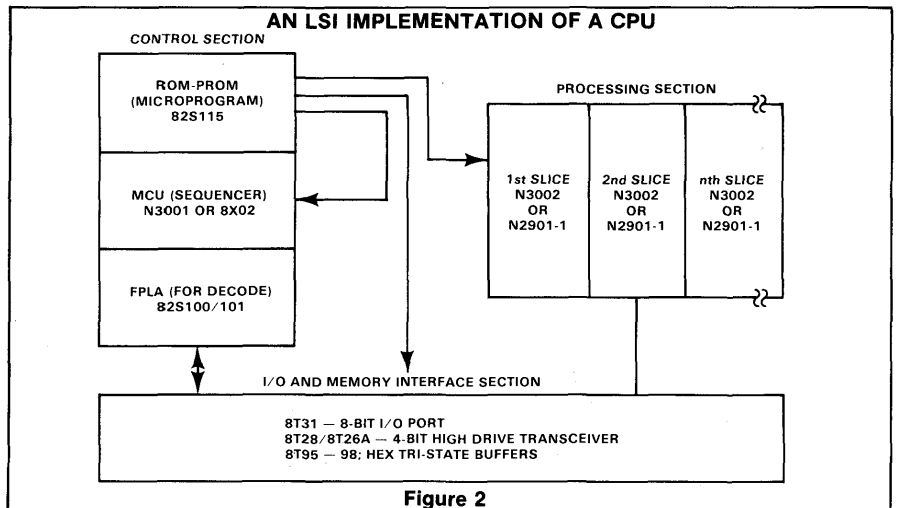 AN LSI IMPLEMENTATION OF A CPU
CONTROL SECTION
ROM-PROM
(MICROPROGRAM)
82S115
MCU (SEQUENCER)
N3001 OR 8X02
FPLA (FOR DECODE)
82S100/101
PROCESSING SECTION
1st SLICE
N3002
OR
N2901-1
2nd SLICE
N3002
OR
N2901-1
nth SLICE
N3002
OR
N2901-1
I/O AND MEMORY INTERFACE SECTION
8T31 — 8-BIT I/O PORT
8T28/8T26A — 4-BIT HIGH DRIVE TRANSCEIVER
8T95 — 98; HEX TRI-STATE BUFFERS
Figure 2